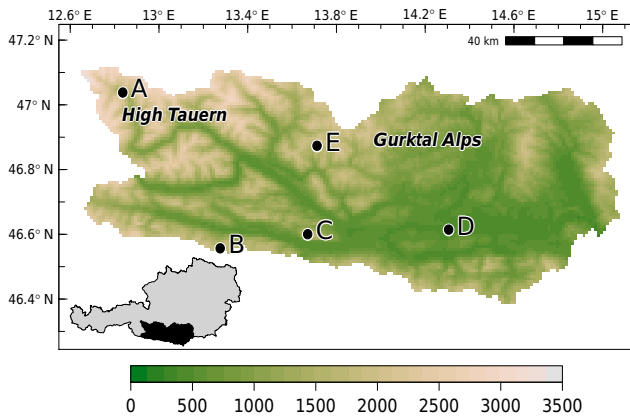 12.6° E 13° E 13.4° E 13.8° E 14.2° E 14.6° E 15° E
47.2° N
40 km
47° N
A
High Tauern
E
Gurktal Alps
46.8° N
46.6° N
C
D
B
46.4° N
0 500 1000 1500 2000 2500 3000 3500